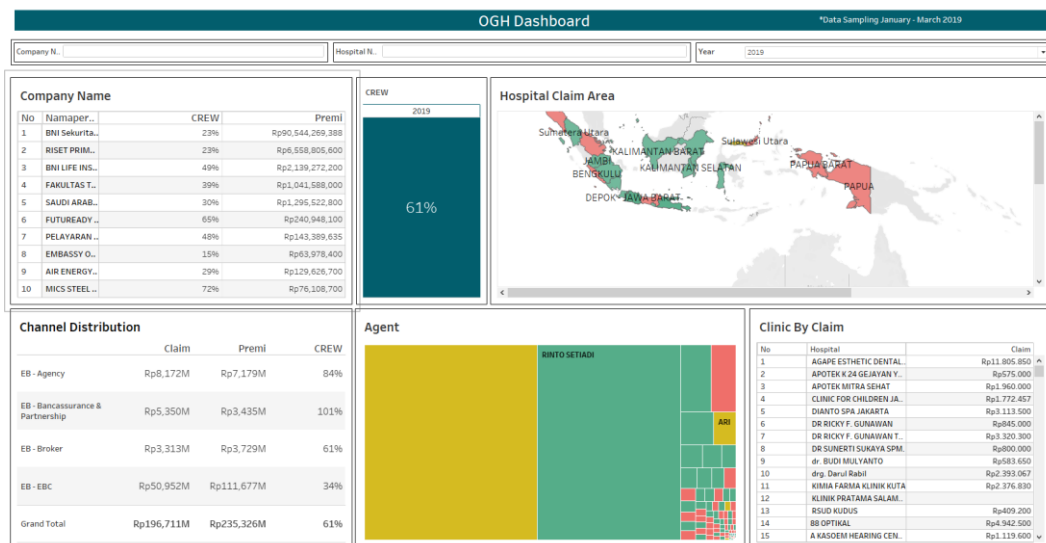 OGH Dashboard
*Data Sampling January - March 2019
Company N..
Hospital N..
Year
2019
Company Name
No Namaper.. CREW Premi
1 BNI Sekurita.. 23% Rp90,544,269,388
2 RISET PRIM.. 23% Rp6,558,805,600
3 BNI LIFE INS.. 49% Rp2,139,272,200
4 FAKULTAS T.. 39% Rp1,041,588,000
5 SAUDI ARAB.. 30% Rp1,295,522,800
6 FUTUREADY .. 65% Rp240,948,100
7 PELAYARAN .. 48% Rp143,389,635
8 EMBASSY O.. 15% Rp63,978,400
9 AIR ENERGY.. 29% Rp129,626,700
10 MICS STEEL .. 72% Rp76,108,700
CREW
2019
61%
Hospital Claim Area
Sumatera Utara
Sulawesi Utara
KALIMANTAN BARAT
JAMBI
KALIMANTAN SELATAN
PAPUA BARAT
BENGKULU
PAPUA
DEPOK - JAWA BARAT
Channel Distribution
Claim Premi CREW
EB - Agency Rp8,172M Rp7,179M 84%
EB - Bancassurance &
Partnership Rp5,350M Rp3,435M 101%
EB - Broker Rp3,313M Rp3,729M 61%
EB - EBC Rp50,952M Rp111,677M 34%
Grand Total Rp196,711M Rp235,326M 61%
Agent
RINTO SETIADI
ARI
Clinic By Claim
No Hospital Claim
1 AGAPE ESTHETIC DENTAL.. Rp11.805.850
2 APOTEK K 24 GEJAYAN Y.. Rp575.000
3 APOTEK MITRA SEHAT Rp1.960.000
4 CLINIC FOR CHILDREN JA.. Rp1.772.457
5 DIANTO SPA JAKARTA Rp3.113.500
6 DR RICKY F. GUNAWAN Rp845.000
7 DR RICKY F. GUNAWAN T.. Rp3.320.300
8 DR SUNERTI SUKAYA SPM.. Rp800.000
9 dr. BUDI MULYANTO Rp583.650
10 drg. Darul Rabil Rp2.393.067
11 KIMIA FARMA KLINIK KUTA Rp2.376.830
12 KLINIK PRATAMA SALAM..
13 RSUD KUDUS Rp409.200
14 88 OPTIKAL Rp4.942.500
15 A KASOEM HEARING CEN.. Rp1.119.600